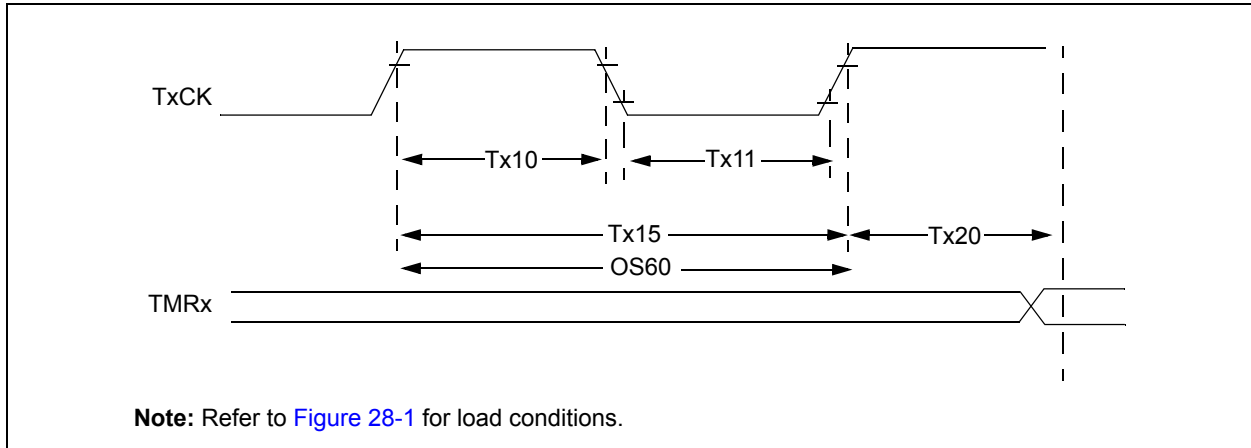 TxCK
Tx10
Tx11
Tx15
Tx20
OS60
TMRx
Note: Refer to Figure 28-1 for load conditions.